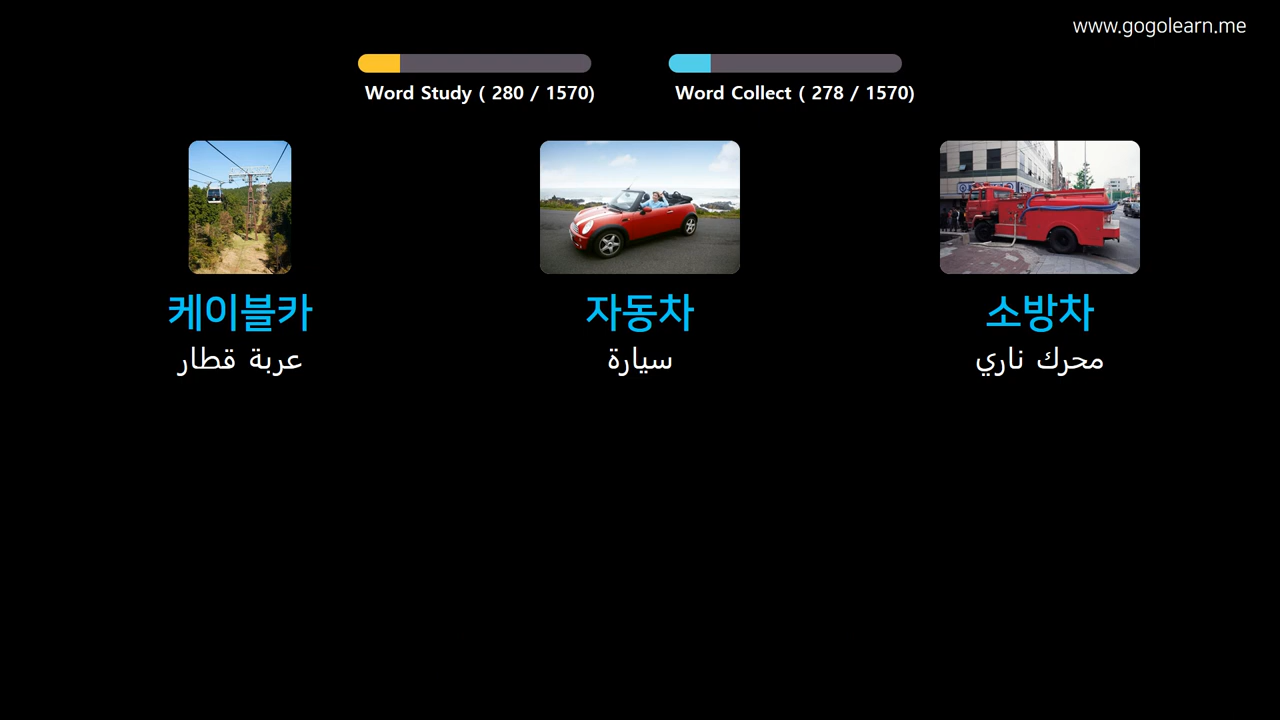 www.gogolearn.me
Word Study ( 280 / 1570)
Word Collect ( 278 / 1570)
케이블카
عربة قطار
자동차
سيارة
소방차
محرك ناري